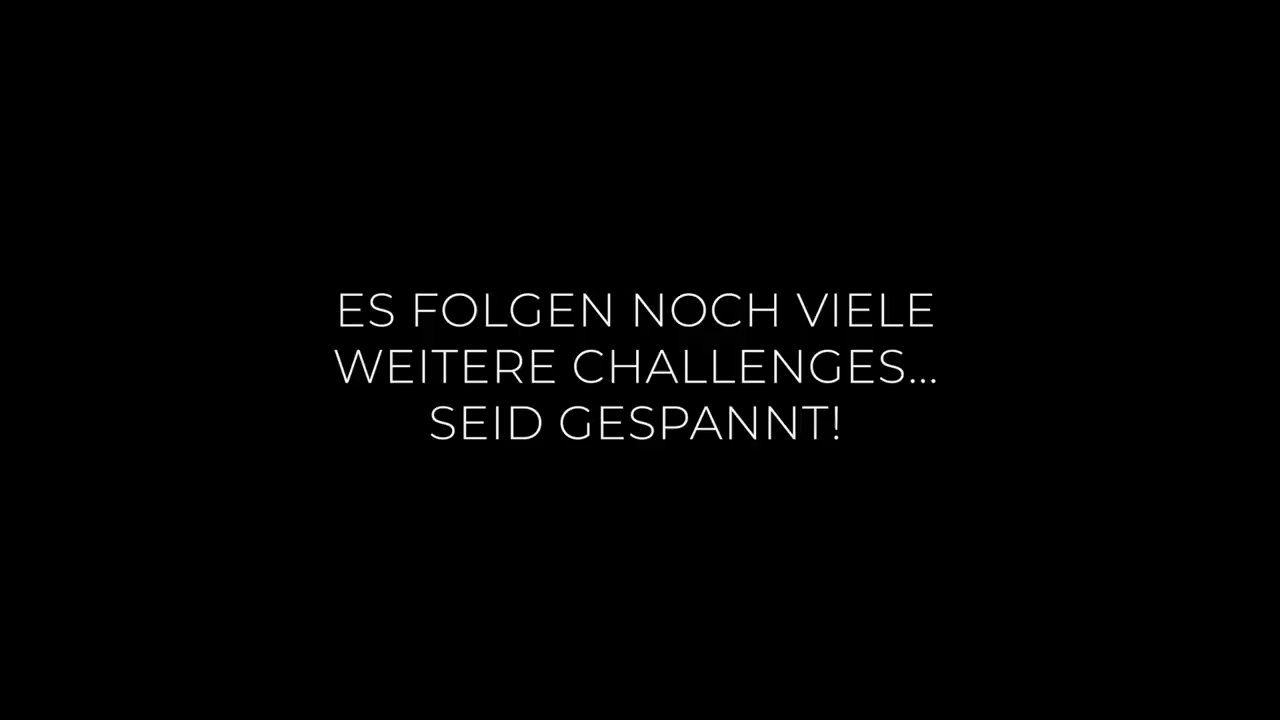 ES FOLGEN NOCH VIELE
WEITERE CHALLENGES...
SEID GESPANNT!